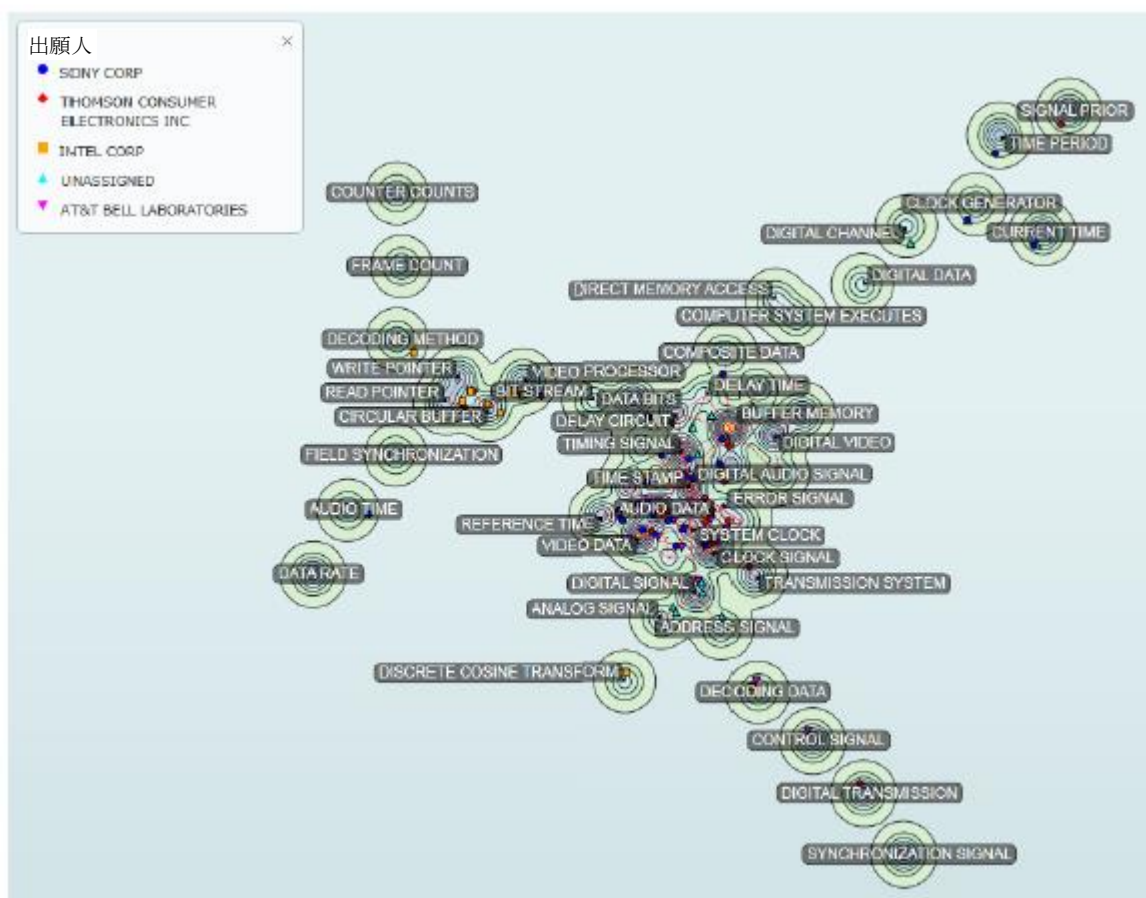 出願人
SONY CORP
THOMSON CONSUMER
ELECTRONICS INC
INTEL CORP
UNASSIGNED
AT&T BELL LABORATORIES
SIGNAL PRIOR
TIME PERIOD
COUNTER COUNTS
CLOCK GENERATOR
DIGITAL CHANNEL
CURRENT TIME
FRAME COUNT
DIGITAL DATA
DIRECT MEMORY ACCESS
COMPUTER SYSTEM EXECUTES
DECODING METHOD
COMPOSITE DATA
WRITE POINTER
VIDEO PROCESSOR
DELAY TIME
READ POINTER
BIT STREAM
DATA BITS
CIRCULAR BUFFER
DELAY CIRCUIT
BUFFER MEMORY
TIMING SIGNAL
DIGITAL VIDEO
FIELD SYNCHRONIZATION
TIME STAMP
DIGITAL AUDIO SIGNAL
ERROR SIGNAL
AUDIO TIME
AUDIO DATA
REFERENCE TIME
SYSTEM CLOCK
VIDEO DATA
CLOCK SIGNAL
DATA RATE
DIGITAL SIGNAL
TRANSMISSION SYSTEM
ANALOG SIGNAL
ADDRESS SIGNAL
DISCRETE COSINE TRANSFORM
DECODING DATA
CONTROL SIGNAL
DIGITAL TRANSMISSION
SYNCHRONIZATION SIGNAL